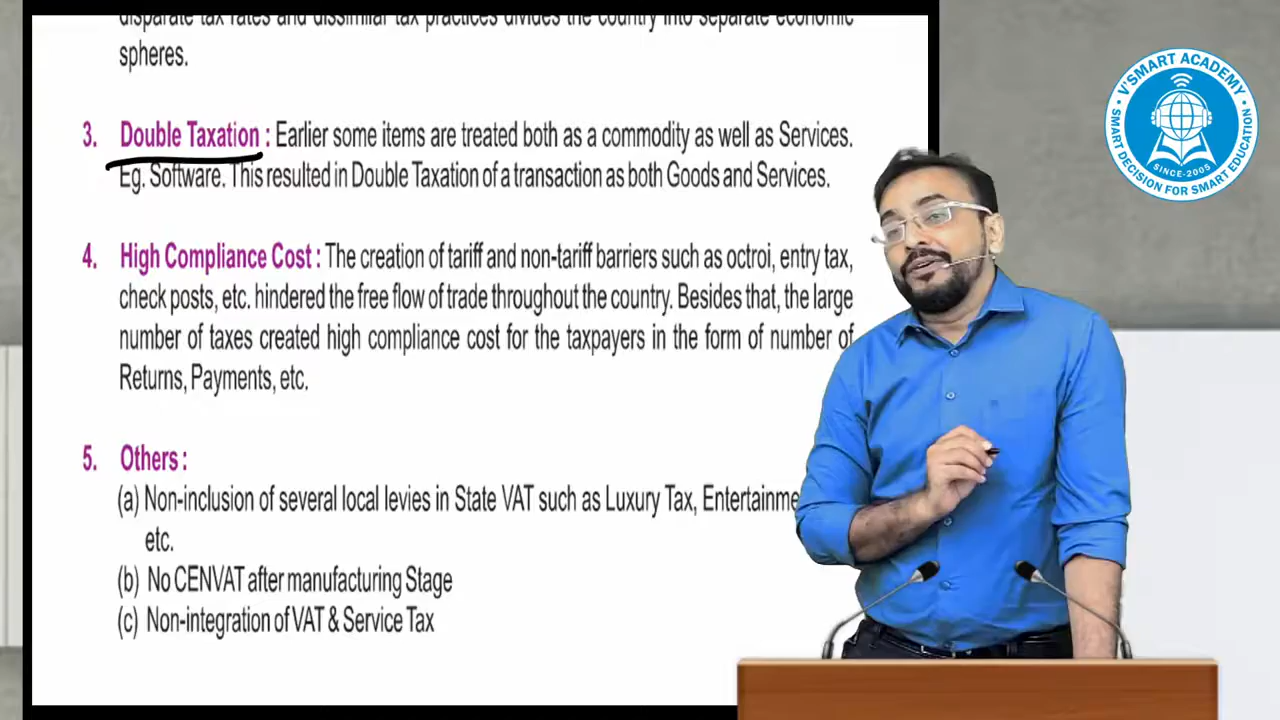 disparate tax rates and dissimilar tax practices divides the country into separate economic
spheres.
3. Double Taxation : Earlier some items are treated both as a commodity as well as Services.
Eg. Software. This resulted in Double Taxation of a transaction as both Goods and Services.
4. High Compliance Cost : The creation of tariff and non-tariff barriers such as octroi, entry tax,
check posts, etc. hindered the free flow of trade throughout the country. Besides that, the large
number of taxes created high compliance cost for the taxpayers in the form of number of
Returns, Payments, etc.
5. Others :
(a) Non-inclusion of several local levies in State VAT such as Luxury Tax, Entertainme
etc.
(b) No CENVAT after manufacturing Stage
(c) Non-integration of VAT & Service Tax
V'SMART ACADEMY
SINCE-2005
SMART DECISION FOR SMART EDUCATION